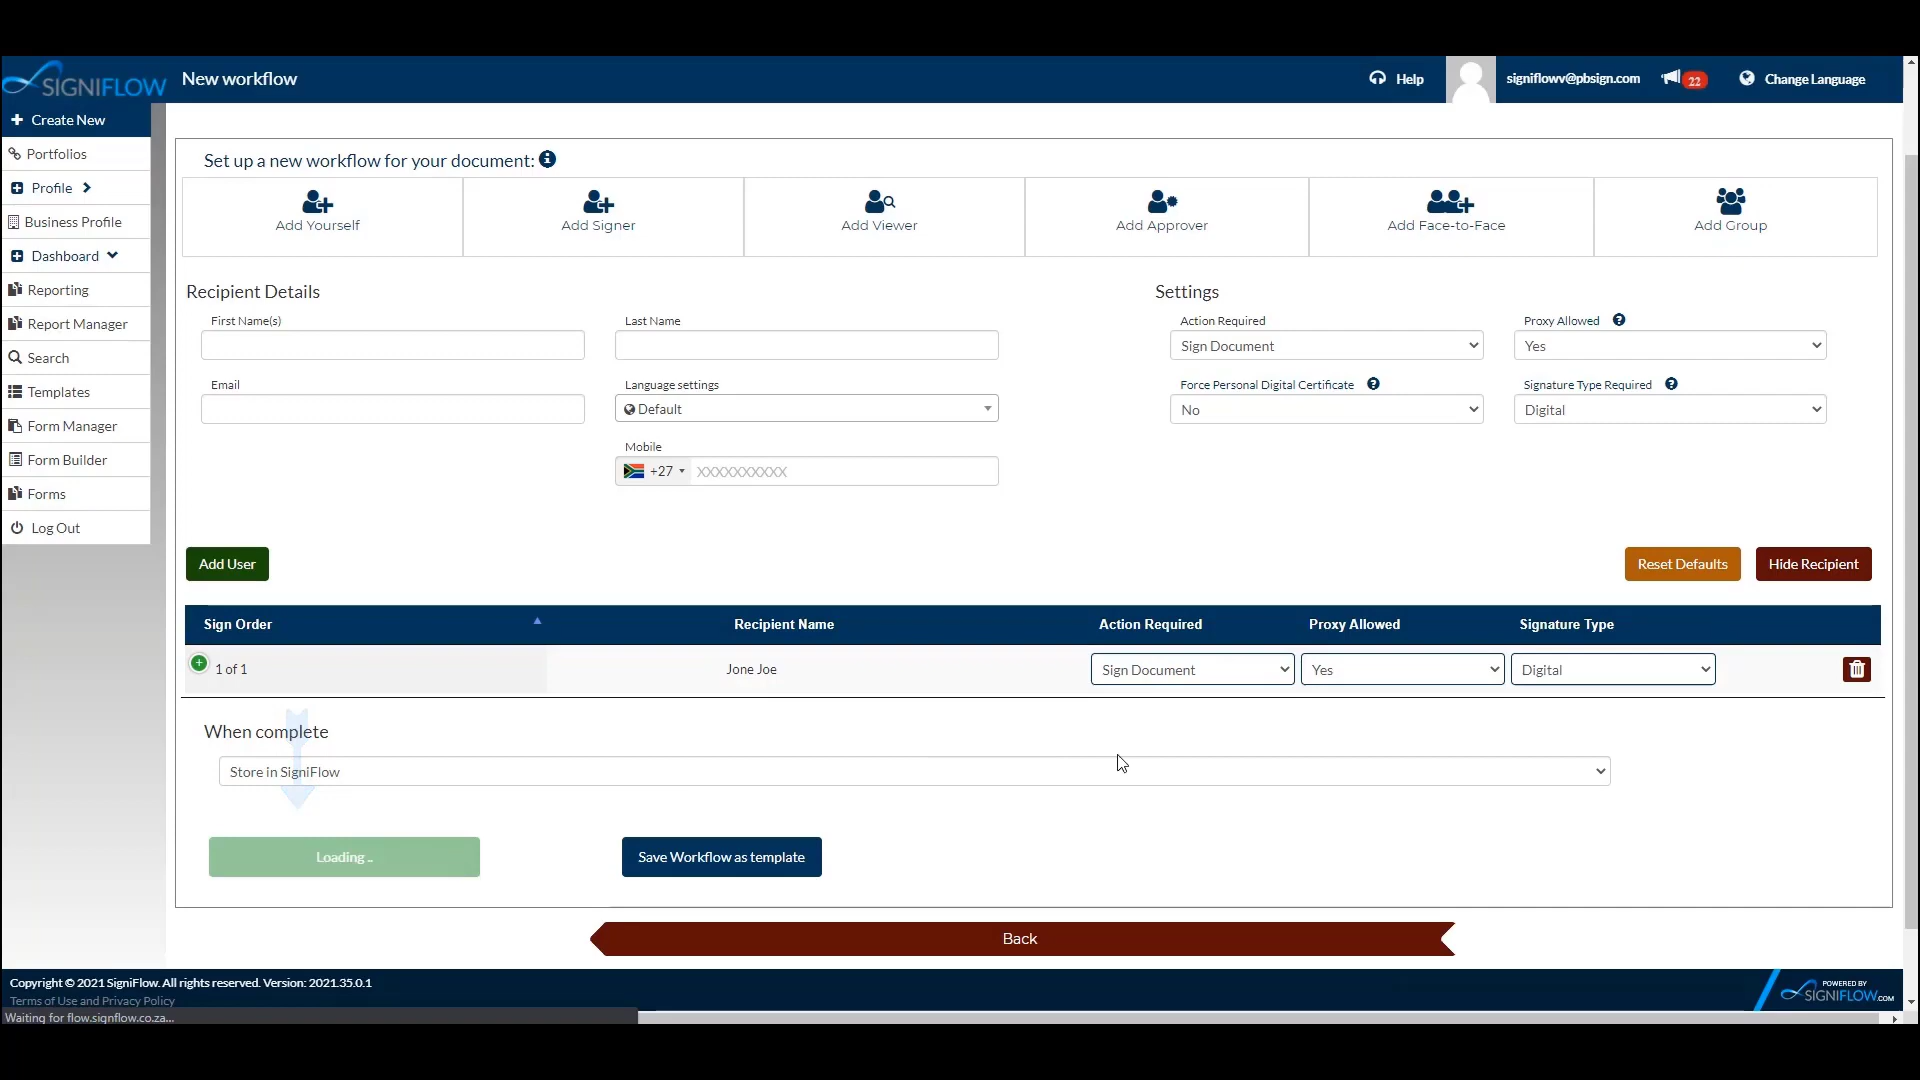 SIGNIFLOW
New workflow
Help
signiflowv@pbsign.com
22
Change Language
Create New
Portfolios
Profile
Business Profile
Dashboard
Reporting
Report Manager
Search
Templates
Form Manager
Form Builder
Forms
Log Out
Set up a new workflow for your document:
Add Yourself
Add Signer
Add Viewer
Add Approver
Add Face-to-Face
Add Group
Recipient Details
First Name(s)
Last Name
Email
Language settings
Default
Mobile
+27 XXXXXXXXXX
Settings
Action Required
Proxy Allowed
Sign Document
Yes
Force Personal Digital Certificate
Signature Type Required
No
Digital
Add User
Reset Defaults
Hide Recipient
Sign Order Recipient Name Action Required Proxy Allowed Signature Type
1 of 1 Jone Joe Sign Document Yes Digital
When complete
Store in SigniFlow
Loading ..
Save Workflow as template
Back
Copyright © 2021 SigniFlow. All rights reserved. Version: 2021.35.0.1
Terms of Use and Privacy Policy
Waiting for flow.signflow.co.za...
POWERED BY
SIGNIFLOW.COM